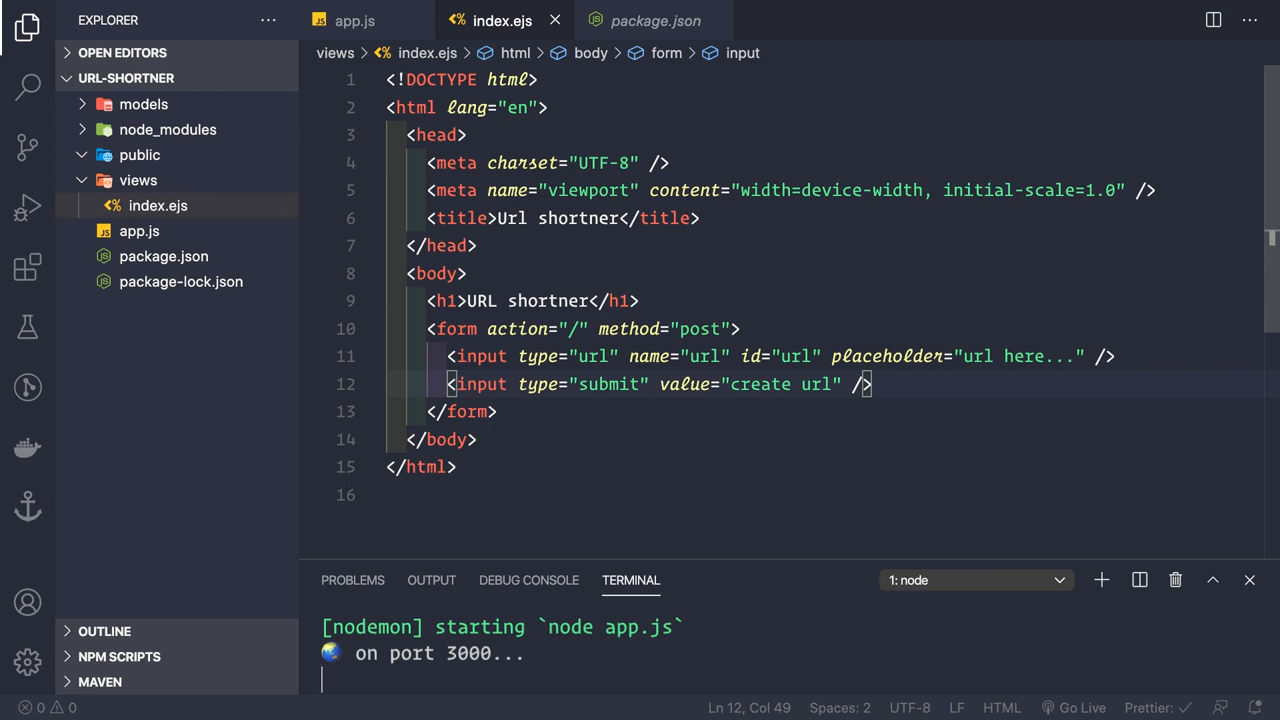 EXPLORER
OPEN EDITORS
URL-SHORTNER
models
node_modules
public
views
index.ejs
app.js
package.json
package-lock.json
OUTLINE
NPM SCRIPTS
MAVEN
app.js index.ejs package.json
views index.ejs html body form input
1 <!DOCTYPE html>
2 <html lang="en">
3 <head>
4 <meta charset="UTF-8" />
5 <meta name="viewport" content="width=device-width, initial-scale=1.0" />
6 <title>Url shortner</title>
7 </head>
8 <body>
9 <h1>URL shortner</h1>
10 <form action="/" method="post">
11 <input type="url" name="url" id="url" placeholder="url here..." />
12 <input type="submit" value="create url" />
13 </form>
14 </body>
15 </html>
16
PROBLEMS OUTPUT DEBUG CONSOLE TERMINAL 1: node
[nodemon] starting `node app.js`
on port 3000...
0 0 Ln 12, Col 49 Spaces: 2 UTF-8 LF HTML Go Live Prettier: ✓